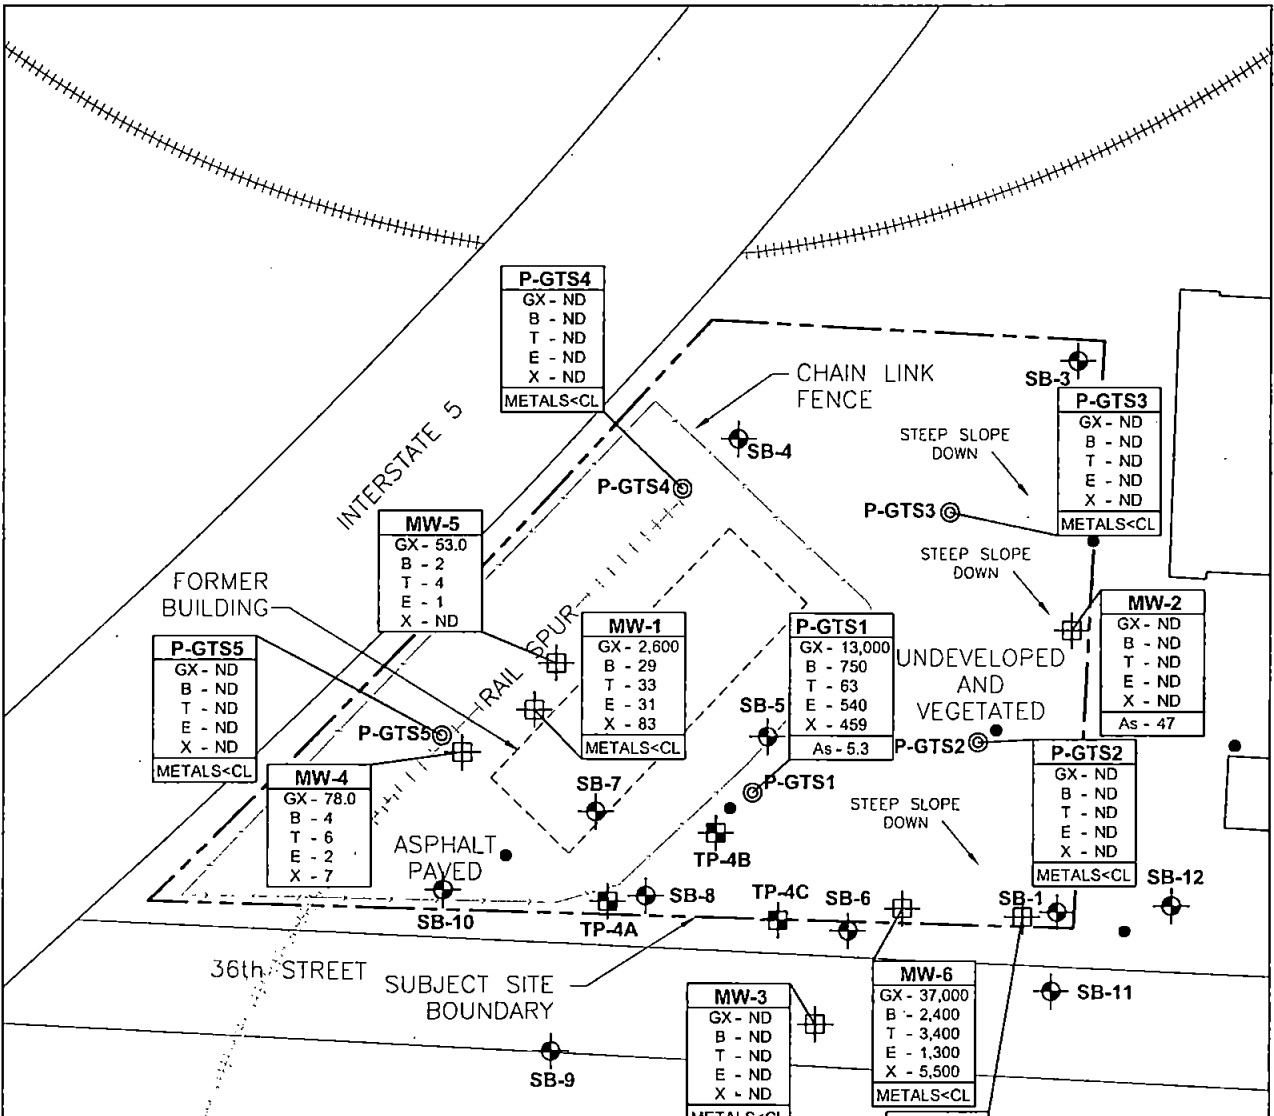 P-GTS4
GX - ND
B - ND
T - ND
E - ND
X - ND
METALS<CL
CHAIN LINK
FENCE
SB-3
P-GTS3
GX - ND
B - ND
T - ND
E - ND
X - ND
METALS<CL
INTERSTATE 5
SB-4
STEEP SLOPE
DOWN
P-GTS4
P-GTS3
MW-5
GX - 53.0
B - 2
T - 4
E - 1
X - ND
STEEP SLOPE
DOWN
FORMER
BUILDING
RAIL SPUR
MW-1
GX - 2,600
B - 29
T - 33
E - 31
X - 83
METALS<CL
P-GTS1
GX - 13,000
B - 750
T - 63
E - 540
X - 459
As - 5.3
MW-2
GX - ND
B - ND
T - ND
E - ND
X - ND
As - 47
P-GTS5
GX - ND
B - ND
T - ND
E - ND
X - ND
METALS<CL
UNDEVELOPED
AND
VEGETATED
SB-5
P-GTS5
P-GTS2
P-GTS2
GX - ND
B - ND
T - ND
E - ND
X - ND
METALS<CL
MW-4
GX - 78.0
B - 4
T - 6
E - 2
X - 7
SB-7
P-GTS1
STEEP SLOPE
DOWN
ASPHALT
PAVED
TP-4B
SB-10
TP-4A
SB-8
TP-4C
SB-6
SB-1
SB-12
36th STREET
SUBJECT SITE
BOUNDARY
MW-3
GX - ND
B - ND
T - ND
E - ND
X - ND
METALS<CL
MW-6
GX - 37,000
B - 2,400
T - 3,400
E - 1,300
X - 5,500
METALS<CL
SB-11
SB-9